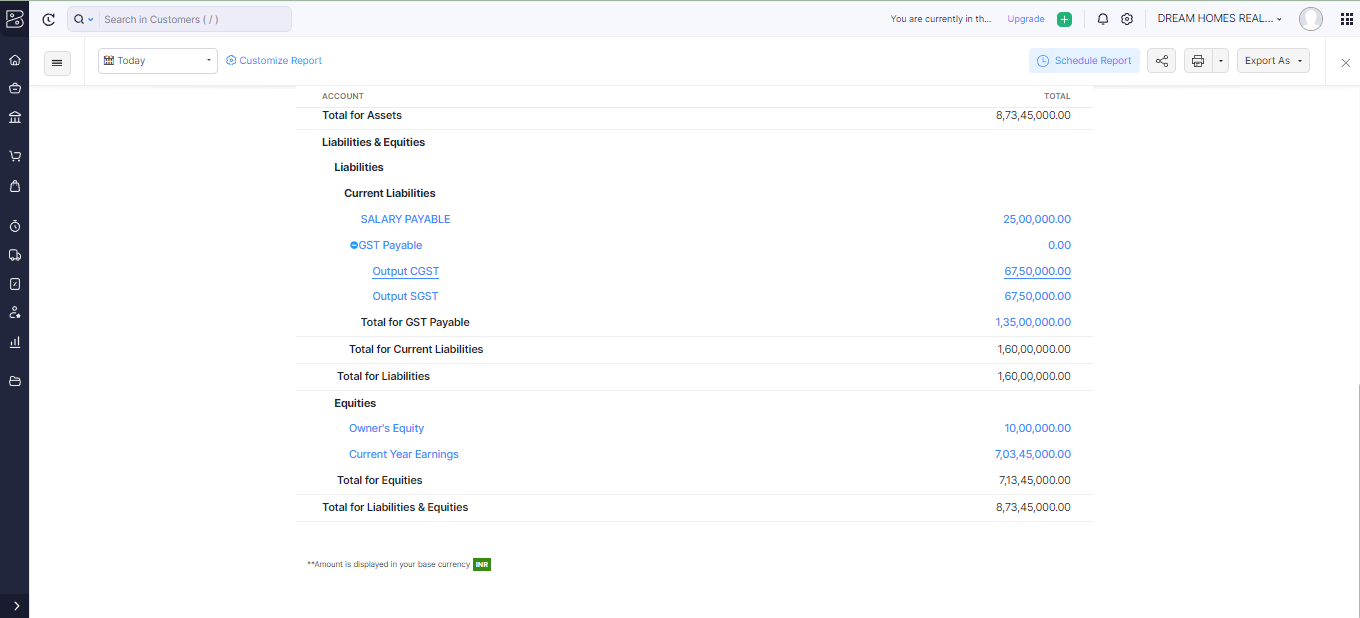 Search in Customers ( / )
You are currently in th... Upgrade
DREAM HOMES REAL...
Today
Customize Report
Schedule Report
Export As
ACCOUNT TOTAL
Total for Assets 8,73,45,000.00
Liabilities & Equities
Liabilities
Current Liabilities
SALARY PAYABLE 25,00,000.00
GST Payable 0.00
Output CGST 67,50,000.00
Output SGST 67,50,000.00
Total for GST Payable 1,35,00,000.00
Total for Current Liabilities 1,60,00,000.00
Total for Liabilities 1,60,00,000.00
Equities
Owner's Equity 10,00,000.00
Current Year Earnings 7,03,45,000.00
Total for Equities 7,13,45,000.00
Total for Liabilities & Equities 8,73,45,000.00
**Amount is displayed in your base currency INR